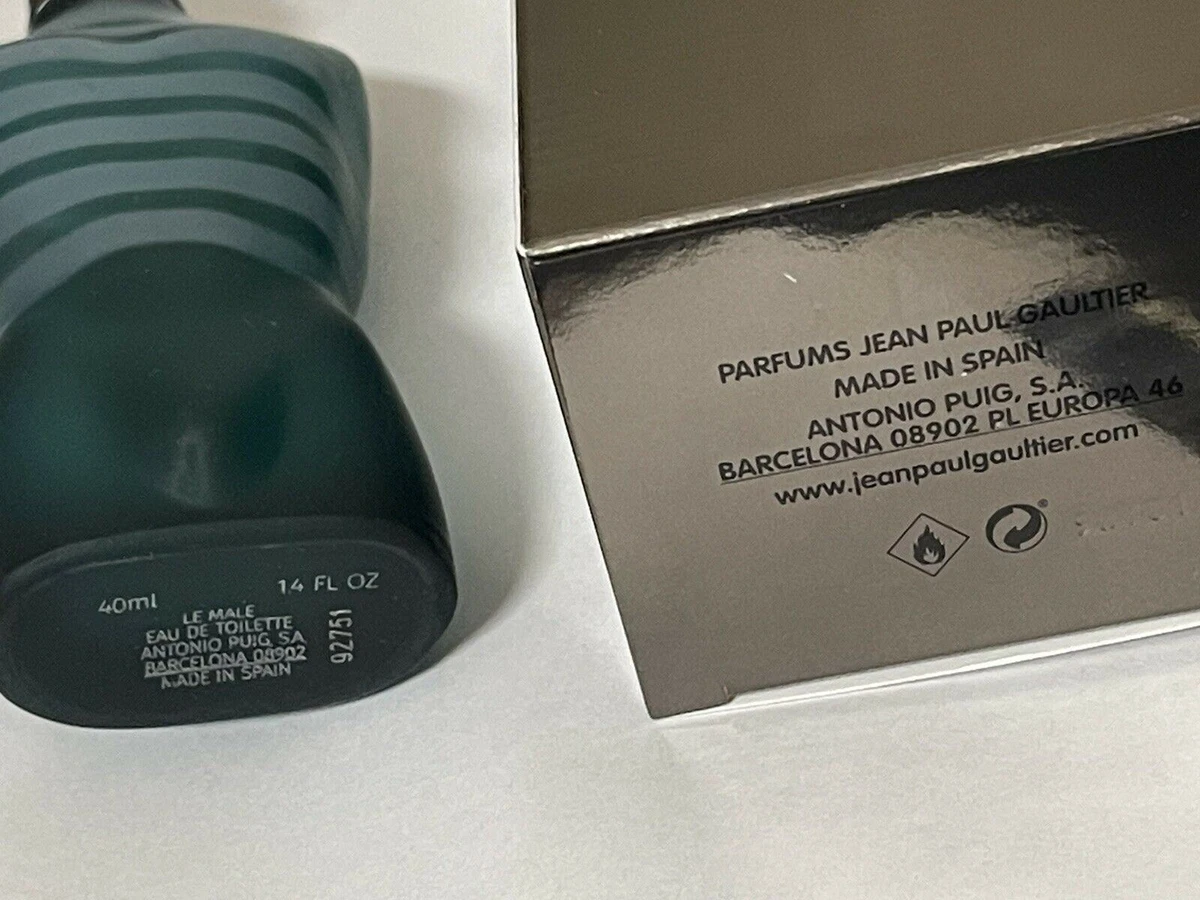 40ml
1.4 FL OZ
LE MALE
EAU DE TOILETTE
ANTONIO PUIG, SA
BARCELONA 08902
MADE IN SPAIN
92751
PARFUMS JEAN PAUL GAULTIER
MADE IN SPAIN
ANTONIO PUIG, S.A.
BARCELONA 08902 PL EUROPA 46
www.jeanpaulgaultier.com